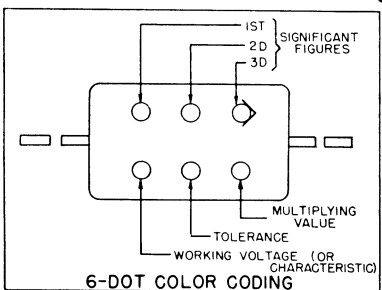 1ST
2D
3D
SIGNIFICANT
FIGURES
MULTIPLYING
VALUE
TOLERANCE
WORKING VOLTAGE (OR
CHARACTERISTIC)
6-DOT COLOR CODING